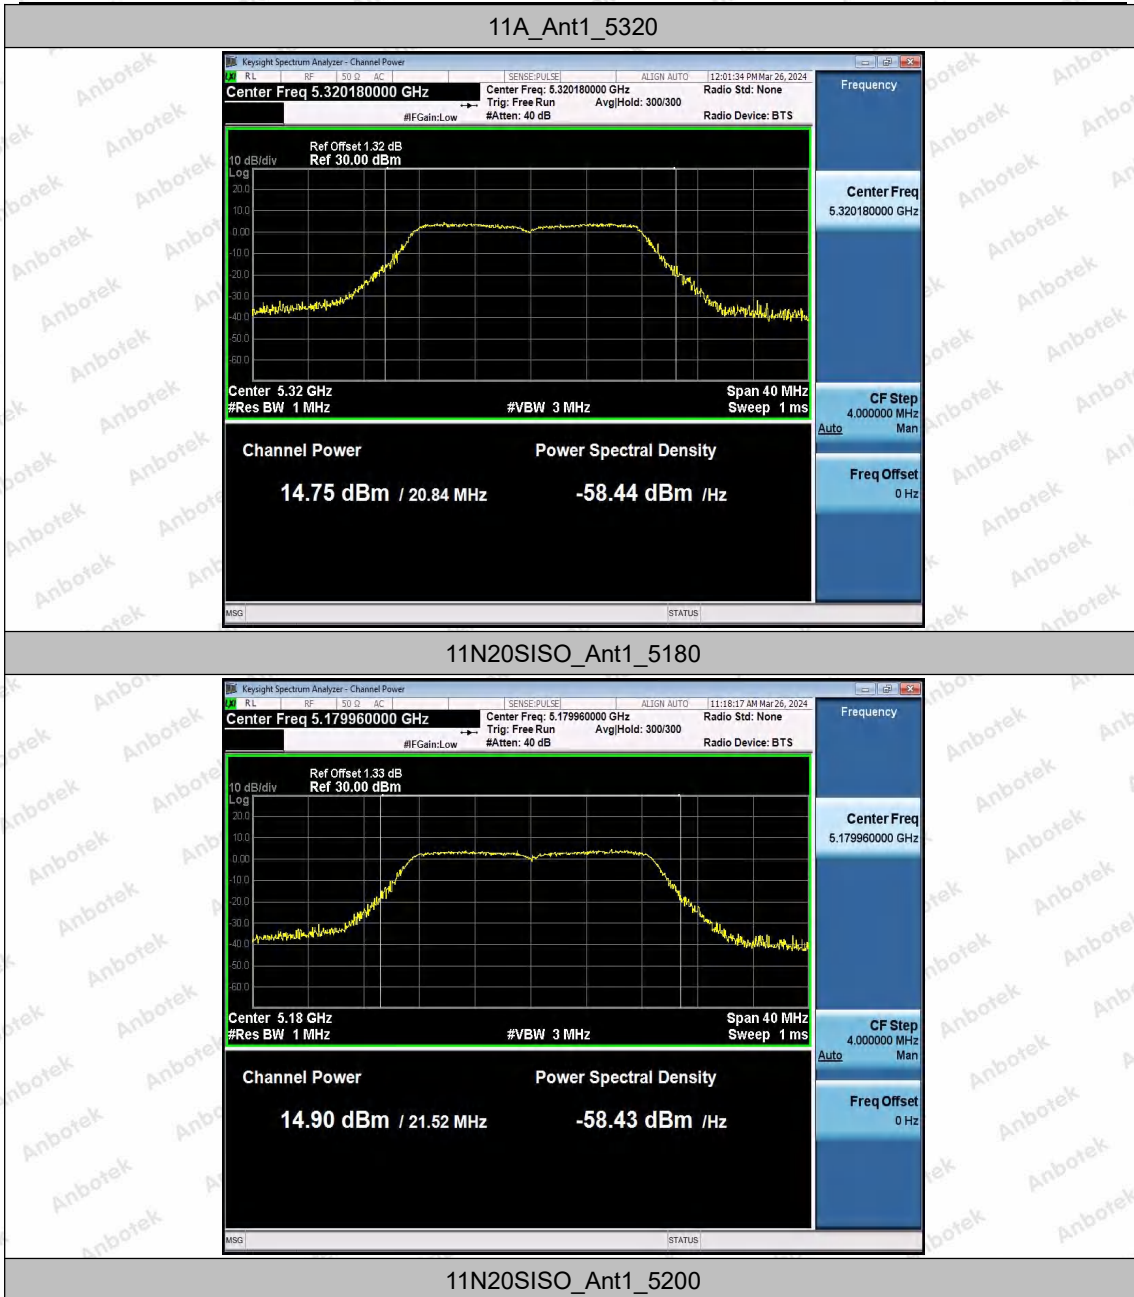 11A_Ant1_5320
Keysight Spectrum Analyzer - Channel Power
RL RF 50 Ω AC SENSE:PULSE ALIGN AUTO 12:01:34 PM Mar 26, 2024
Center Freq 5.320180000 GHz
Center Freq: 5.320180000 GHz
Radio Std: None
Trig: Free Run Avg|Hold: 300/300
#IFGain:Low #Atten: 40 dB Radio Device: BTS
Frequency
Ref Offset 1.32 dB
10 dB/div Ref 30.00 dBm
Log
20.0
10.0
0.00
-10.0
-20.0
-30.0
-40.0
-50.0
-60.0
Center 5.32 GHz Span 40 MHz
#Res BW 1 MHz #VBW 3 MHz Sweep 1 ms
Channel Power Power Spectral Density
14.75 dBm / 20.84 MHz -58.44 dBm /Hz
Center Freq
5.320180000 GHz
CF Step
4.000000 MHz
Auto Man
Freq Offset
0 Hz
MSG STATUS
11N20SISO_Ant1_5180
Keysight Spectrum Analyzer - Channel Power
RL RF 50 Ω AC SENSE:PULSE ALIGN AUTO 11:18:17 AM Mar 26, 2024
Center Freq 5.179960000 GHz
Center Freq: 5.179960000 GHz
Radio Std: None
Trig: Free Run Avg|Hold: 300/300
#IFGain:Low #Atten: 40 dB Radio Device: BTS
Frequency
Ref Offset 1.33 dB
10 dB/div Ref 30.00 dBm
Log
20.0
10.0
0.00
-10.0
-20.0
-30.0
-40.0
-50.0
-60.0
Center 5.18 GHz Span 40 MHz
#Res BW 1 MHz #VBW 3 MHz Sweep 1 ms
Channel Power Power Spectral Density
14.90 dBm / 21.52 MHz -58.43 dBm /Hz
Center Freq
5.179960000 GHz
CF Step
4.000000 MHz
Auto Man
Freq Offset
0 Hz
MSG STATUS
11N20SISO_Ant1_5200